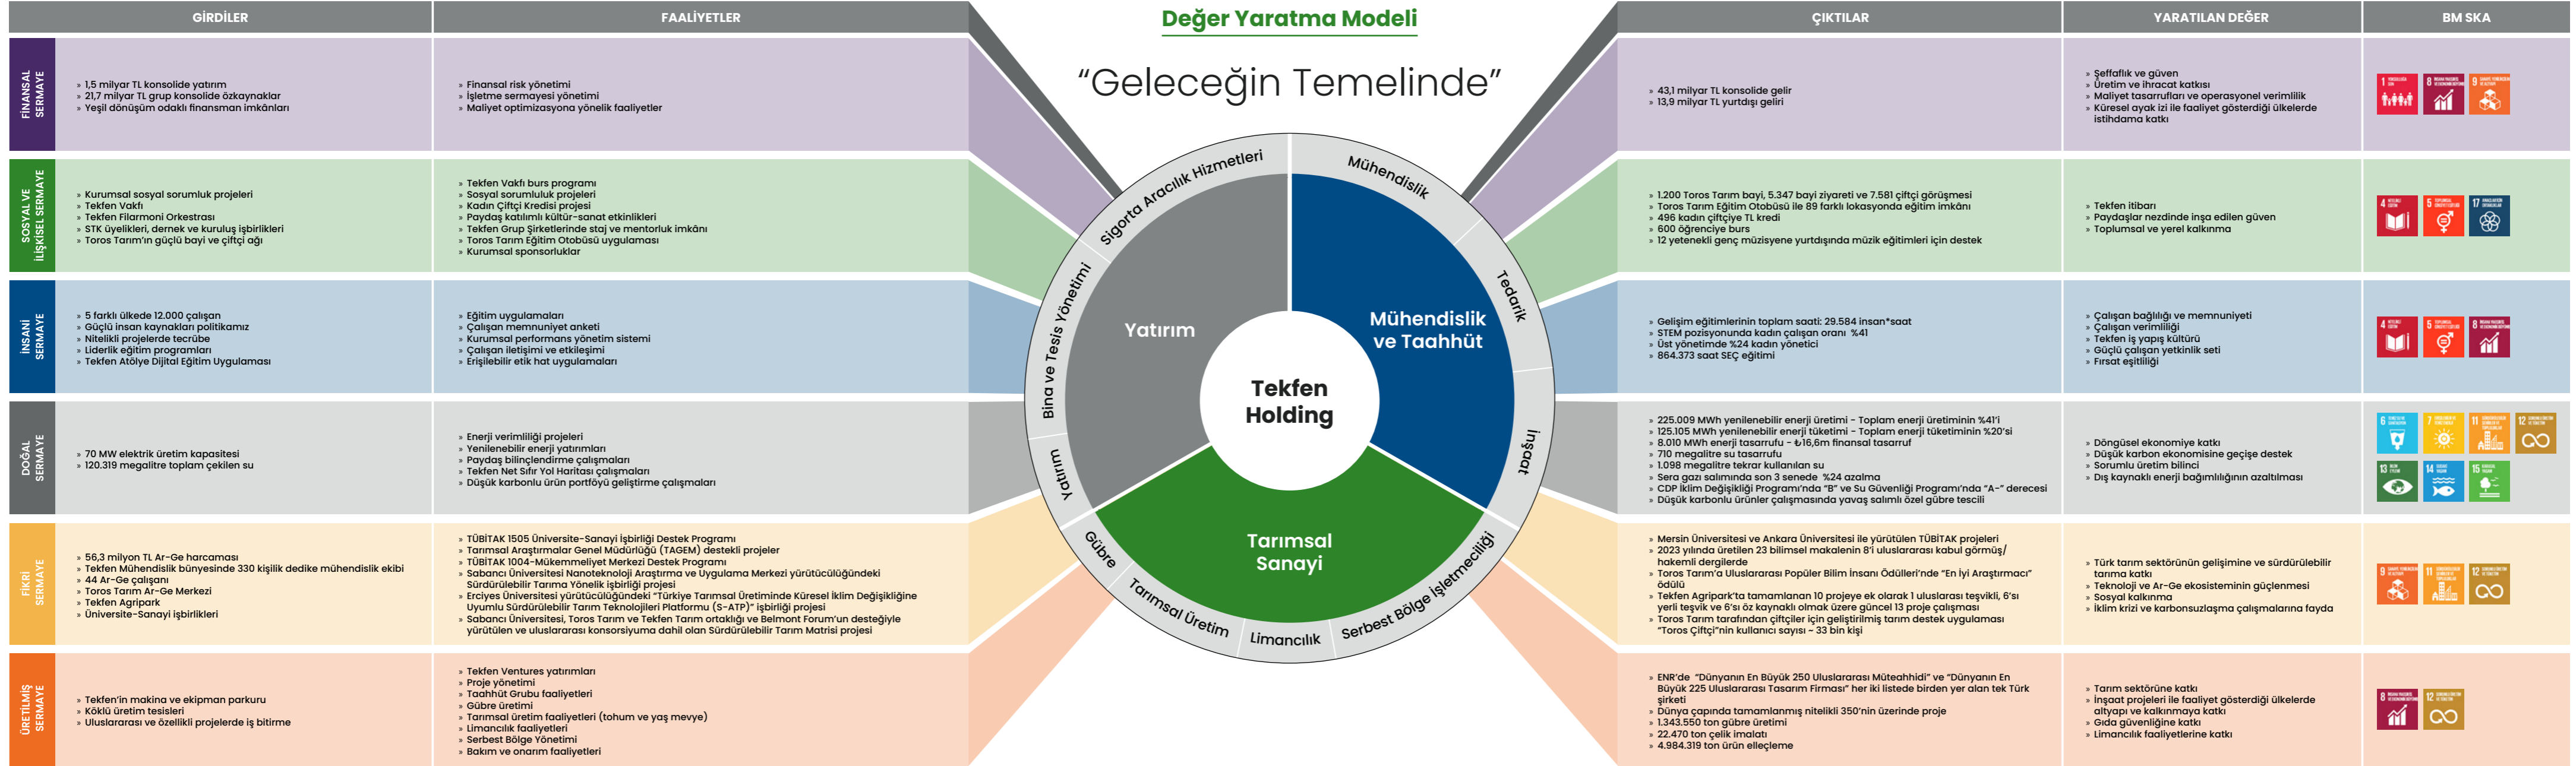 GİRDİLER
FAALİYETLER
Değer Yaratma Modeli
ÇIKTILAR
YARATILAN DEĞER
BM SKA
“Geleceğin Temelinde”
FİNANSAL
SERMAYE
» 1,5 milyar TL konsolide yatırım
» 21,7 milyar TL grup konsolide özkaynaklar
» Yeşil dönüşüm odaklı finansman imkânları
» Finansal risk yönetimi
» İşletme sermayesi yönetimi
» Maliyet optimizasyona yönelik faaliyetler
» 43,1 milyar TL konsolide gelir
» 13,9 milyar TL yurtdışı geliri
» Şeffaflık ve güven
» Üretim ve ihracat katkısı
» Maliyet tasarrufları ve operasyonel verimlilik
» Küresel ayak izi ile faaliyet gösterdiği ülkelerde
istihdama katkı
1
8
9
SOSYAL VE
İLİŞKİSEL SERMAYE
» Kurumsal sosyal sorumluk projeleri
» Tekfen Vakfı
» Tekfen Filarmoni Orkestrası
» STK üyelikleri, dernek ve kuruluş işbirlikleri
» Toros Tarım’ın güçlü bayi ve çiftçi ağı
» Tekfen Vakfı burs programı
» Sosyal sorumluluk projeleri
» Kadın Çiftçi Kredisi projesi
» Paydaş katılımlı kültür-sanat etkinlikleri
» Tekfen Grup Şirketlerinde staj ve mentorluk imkânı
» Toros Tarım Eğitim Otobüsü uygulaması
» Kurumsal sponsorluklar
» 1.200 Toros Tarım bayi, 5.347 bayi ziyareti ve 7.581 çiftçi görüşmesi
» Toros Tarım Eğitim Otobüsü ile 89 farklı lokasyonda eğitim imkânı
» 496 kadın çiftçiye TL kredi
» 600 öğrenciye burs
» 12 yetenekli genç müzisyene yurtdışında müzik eğitimleri için destek
» Tekfen itibarı
» Paydaşlar nezdinde inşa edilen güven
» Toplumsal ve yerel kalkınma
4
5
17
İNSANİ
SERMAYE
» 5 farklı ülkede 12.000 çalışan
» Güçlü insan kaynakları politikamız
» Nitelikli projelerde tecrübe
» Liderlik eğitim programları
» Tekfen Atölye Dijital Eğitim Uygulaması
» Eğitim uygulamaları
» Çalışan memnuniyet anketi
» Kurumsal performans yönetim sistemi
» Çalışan iletişimi ve etkileşimi
» Erişilebilir etik hat uygulamaları
» Gelişim eğitimlerinin toplam saati: 29.584 insan*saat
» STEM pozisyonunda kadın çalışan oranı %41
» Üst yönetimde %24 kadın yönetici
» 864.373 saat SEÇ eğitimi
» Çalışan bağlılığı ve memnuniyeti
» Çalışan verimliliği
» Tekfen iş yapış kültürü
» Güçlü çalışan yetkinlik seti
» Fırsat eşitliliği
4
5
8
DOĞAL
SERMAYE
» 70 MW elektrik üretim kapasitesi
» 120.319 megalitre toplam çekilen su
» Enerji verimliliği projeleri
» Yenilenebilir enerji yatırımları
» Paydaş bilinçlendirme çalışmaları
» Tekfen Net Sıfır Yol Haritası çalışmaları
» Düşük karbonlu ürün portföyü geliştirme çalışmaları
» 225.009 MWh yenilenebilir enerji üretimi - Toplam enerji üretiminin %41’i
» 125.105 MWh yenilenebilir enerji tüketimi - Toplam enerji tüketiminin %20’si
» 8.010 MWh enerji tasarrufu - ₺16,6m finansal tasarruf
» 710 megalitre su tasarrufu
» 1.098 megalitre tekrar kullanılan su
» Sera gazı salımında son 3 senede %24 azalma
» CDP İklim Değişikliği Programı’nda “B” ve Su Güvenliği Programı’nda “A-” derecesi
» Düşük karbonlu ürünler çalışmasında yavaş salımlı özel gübre tescili
» Döngüsel ekonomiye katkı
» Düşük karbon ekonomisine geçişe destek
» Sorumlu üretim bilinci
» Dış kaynaklı enerji bağımlılığının azaltılması
6
7
11
12
13
14
15
FİKRİ
SERMAYE
» 56,3 milyon TL Ar-Ge harcaması
» Tekfen Mühendislik bünyesinde 330 kişilik dedike mühendislik ekibi
» 44 Ar-Ge çalışanı
» Toros Tarım Ar-Ge Merkezi
» Tekfen Agripark
» Üniversite-Sanayi işbirlikleri
» TÜBİTAK 1505 Üniversite-Sanayi İşbirliği Destek Programı
» Tarımsal Araştırmalar Genel Müdürlüğü (TAGEM) destekli projeler
» TÜBİTAK 1004-Mükemmeliyet Merkezi Destek Programı
» Sabancı Üniversitesi Nanoteknoloji Araştırma ve Uygulama Merkezi yürütücülüğündeki
Sürdürülebilir Tarıma Yönelik işbirliği projesi
» Erciyes Üniversitesi yürütücülüğündeki “Türkiye Tarımsal Üretiminde Küresel İklim Değişikliğine
Uyumlu Sürdürülebilir Tarım Teknolojileri Platformu (S-ATP)” işbirliği projesi
» Sabancı Üniversitesi, Toros Tarım ve Tekfen Tarım ortaklığı ve Belmont Forum’un desteğiyle
yürütülen ve uluslararası konsorsiyuma dahil olan Sürdürülebilir Tarım Matrisi projesi
» Mersin Üniversitesi ve Ankara Üniversitesi ile yürütülen TÜBİTAK projeleri
» 2023 yılında üretilen 23 bilimsel makalenin 8’i uluslararası kabul görmüş/
hakemli dergilerde
» Toros Tarım’a Uluslararası Popüler Bilim İnsanı Ödülleri’nde “En İyi Araştırmacı”
ödülü
» Tekfen Agripark’ta tamamlanan 10 projeye ek olarak 1 uluslarası teşvikli, 6’sı
yerli teşvik ve 6’sı öz kaynaklı olmak üzere güncel 13 proje çalışması
» Toros Tarım tarafından çiftçiler için geliştirilmiş tarım destek uygulaması
“Toros Çiftçi”nin kullanıcı sayısı ~ 33 bin kişi
» Türk tarım sektörünün gelişimine ve sürdürülebilir
tarıma katkı
» Teknoloji ve Ar-Ge ekosisteminin güçlenmesi
» Sosyal kalkınma
» İklim krizi ve karbonsuzlaşma çalışmalarına fayda
9
11
12
ÜRETİLMİŞ
SERMAYE
» Tekfen’in makina ve ekipman parkuru
» Köklü üretim tesisleri
» Uluslararası ve özellikli projelerde iş bitirme
» Tekfen Ventures yatırımları
» Proje yönetimi
» Taahhüt Grubu faaliyetleri
» Gübre üretimi
» Tarımsal üretim faaliyetleri (tohum ve yaş meyve)
» Limancılık faaliyetleri
» Serbest Bölge Yönetimi
» Bakım ve onarım faaliyetleri
» ENR’de “Dünyanın En Büyük 250 Uluslararası Müteahhidi” ve “Dünyanın En
Büyük 225 Uluslararası Tasarım Firması” her iki listede birden yer alan tek Türk
şirketi
» Dünya çapında tamamlanmış nitelikli 350’nin üzerinde proje
» 1.343.550 ton gübre üretimi
» 22.470 ton çelik imalatı
» 4.984.319 ton ürün elleçleme
» Tarım sektörüne katkı
» İnşaat projeleri ile faaliyet gösterdiği ülkelerde
altyapı ve kalkınmaya katkı
» Gıda güvenliğine katkı
» Limancılık faaliyetlerine katkı
8
12
Sigorta Aracılık Hizmetleri
Mühendislik
Bina ve Tesis Yönetimi
Tedarik
Yatırım
Mühendislik
ve Taahhüt
Tekfen
Holding
Yatırım
İnşaat
Tarımsal
Sanayi
Gübre
Tarımsal Üretim
Limancılık
Serbest Bölge İşletmeciliği